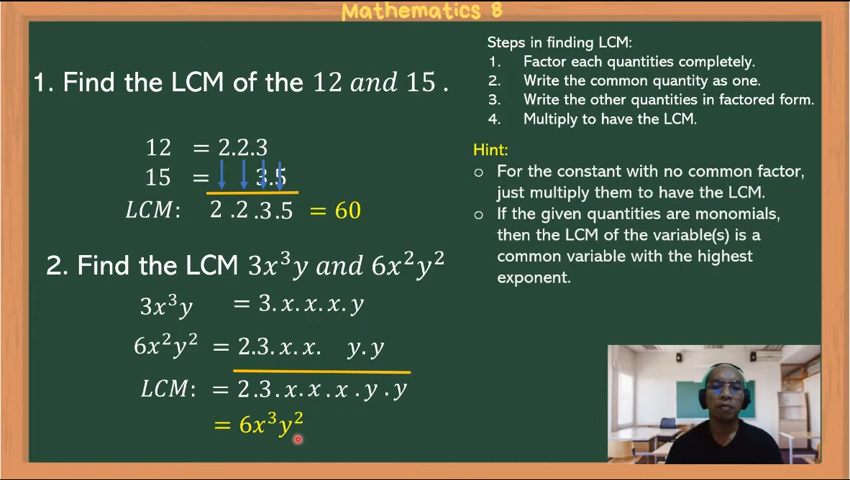 Mathematics 8
1. Find the LCM of the 12 and 15 .
12 = 2.2.3
15 = 3.5
LCM: 2 .2 .3.5 = 60
2. Find the LCM 3x³y and 6x²y²
3x³y = 3.x.x.x.y
6x²y² = 2.3.x.x. y.y
LCM: = 2.3.x.x.x.y.y
= 6x³y²
Steps in finding LCM:
1. Factor each quantities completely.
2. Write the common quantity as one.
3. Write the other quantities in factored form.
4. Multiply to have the LCM.
Hint:
○ For the constant with no common factor,
just multiply them to have the LCM.
○ If the given quantities are monomials,
then the LCM of the variable(s) is a
common variable with the highest
exponent.